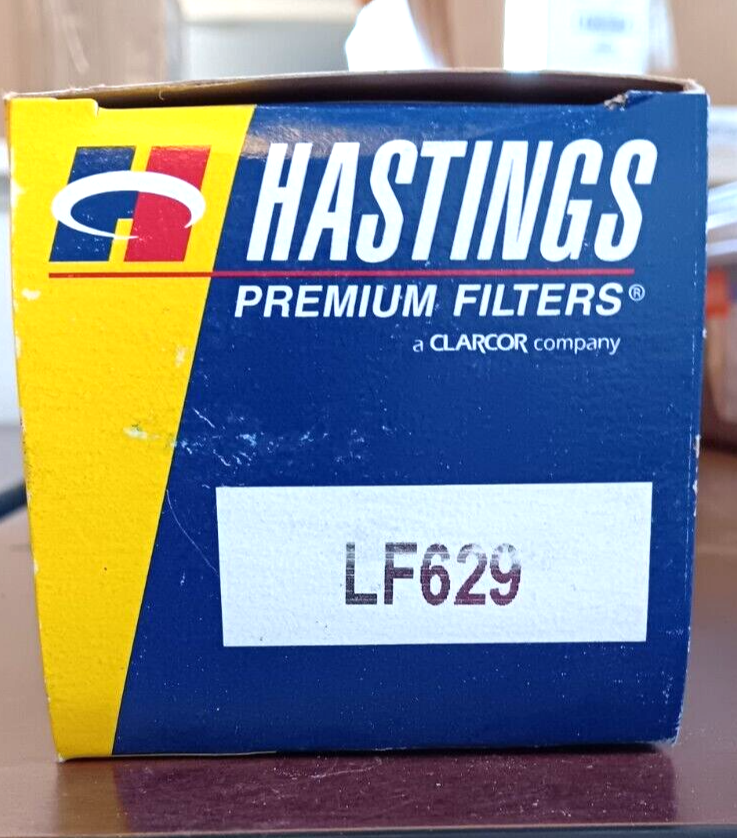 HASTINGS
PREMIUM FILTERS®
a CLARCOR company
LF629